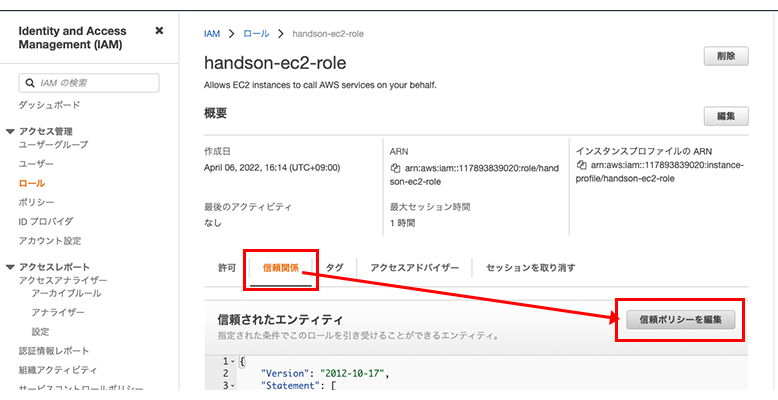 Identity and Access
Management (IAM)
IAM の検索
ダッシュボード
アクセス管理
ユーザーグループ
ユーザー
ロール
ポリシー
ID プロバイダ
アカウント設定
アクセスレポート
アクセスアナライザー
アーカイブルール
アナライザー
設定
認証情報レポート
組織アクティビティ
サービスコントロールポリシー
IAM > ロール > handson-ec2-role
handson-ec2-role
削除
Allows EC2 instances to call AWS services on your behalf.
概要
編集
作成日
April 06, 2022, 16:14 (UTC+09:00)
最後のアクティビティ
なし
ARN
arn:aws:iam::117893839020:role/hand
son-ec2-role
最大セッション時間
1 時間
インスタンスプロファイルの ARN
arn:aws:iam::117893839020:instance-
profile/handson-ec2-role
許可 信頼関係 タグ アクセスアドバイザー セッションを取り消す
信頼されたエンティティ
指定された条件でこのロールを引き受けることができるエンティティ。
信頼ポリシーを編集
1 {
2 "Version": "2012-10-17",
3 "Statement": [